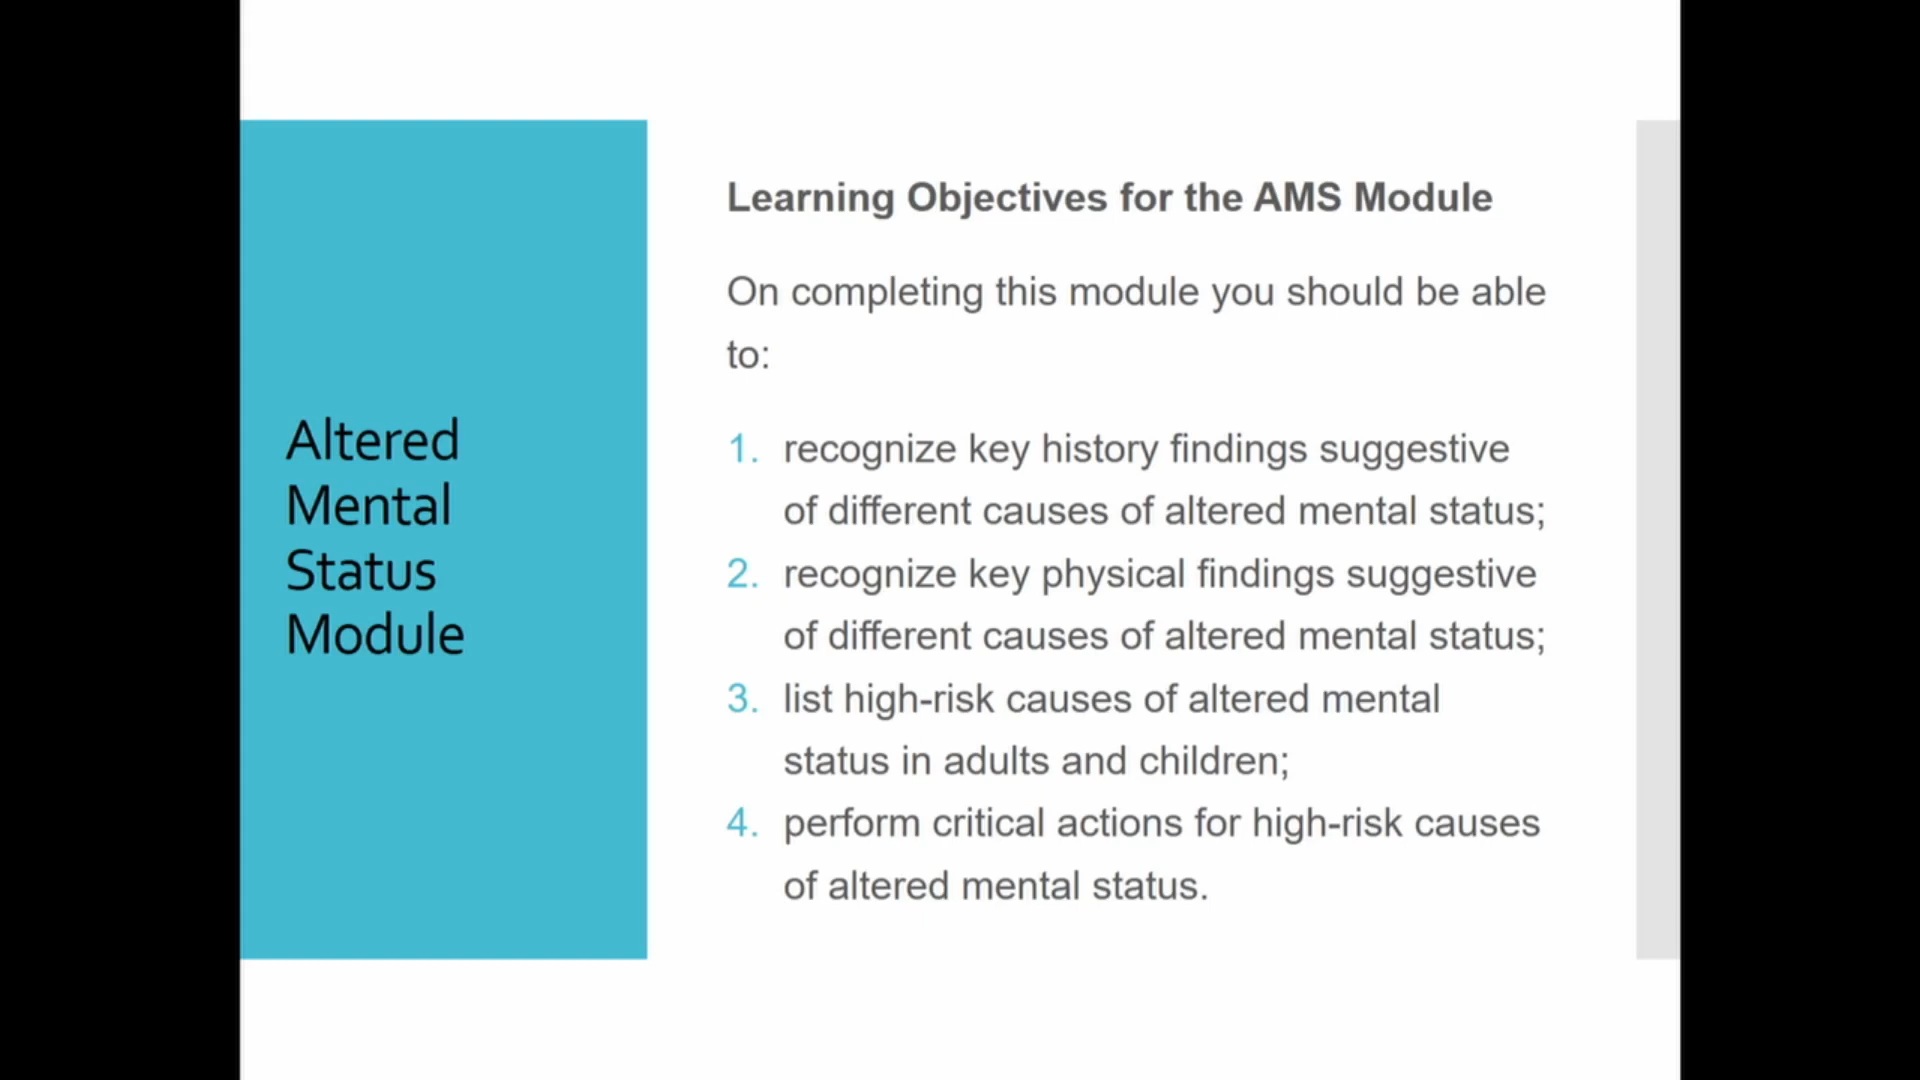 Altered
Mental
Status
Module
Learning Objectives for the AMS Module
On completing this module you should be able
to:
1. recognize key history findings suggestive
of different causes of altered mental status;
2. recognize key physical findings suggestive
of different causes of altered mental status;
3. list high-risk causes of altered mental
status in adults and children;
4. perform critical actions for high-risk causes
of altered mental status.